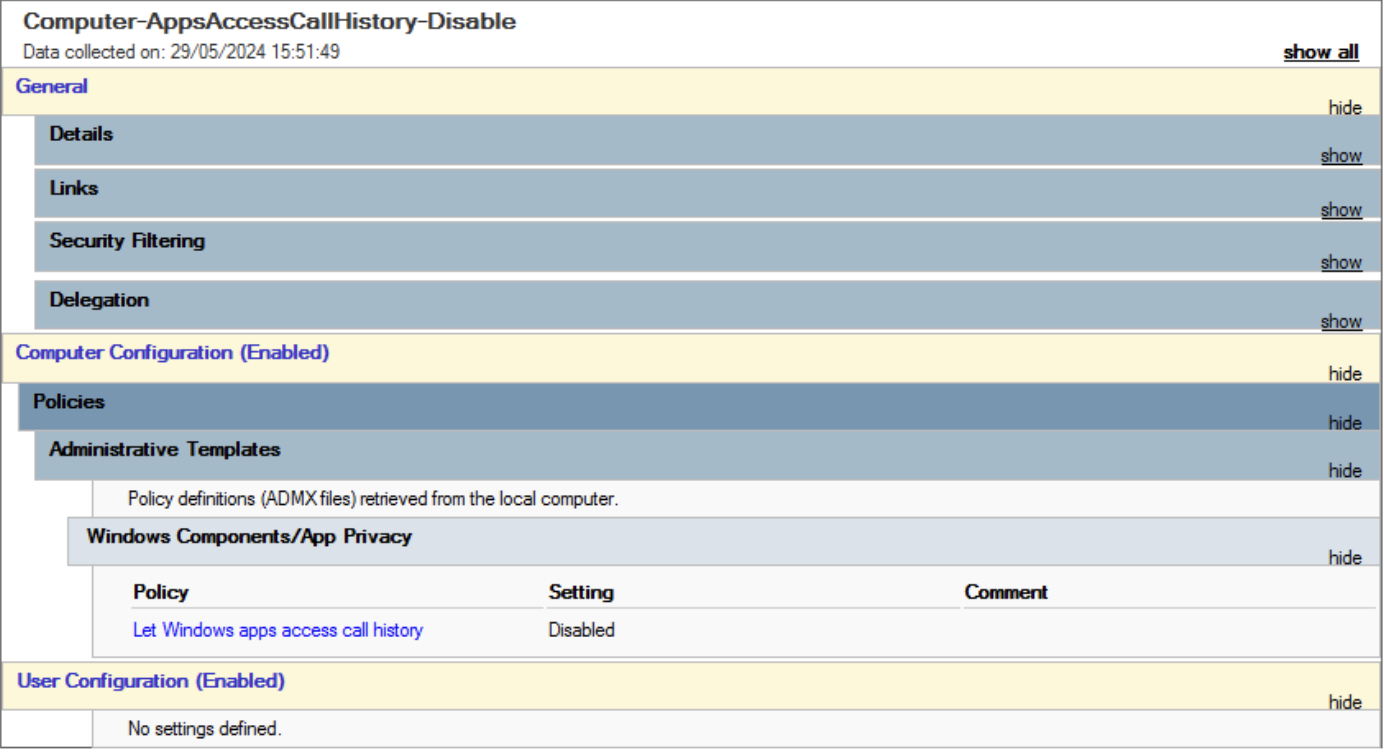 Computer-AppsAccessCallHistory-Disable
Data collected on: 29/05/2024 15:51:49
show all
General
hide
Details
show
Links
show
Security Filtering
show
Delegation
show
Computer Configuration (Enabled)
hide
Policies
hide
Administrative Templates
hide
Policy definitions (ADMX files) retrieved from the local computer.
Windows Components/App Privacy
hide
Policy Setting Comment
Let Windows apps access call history Disabled
User Configuration (Enabled)
hide
No settings defined.